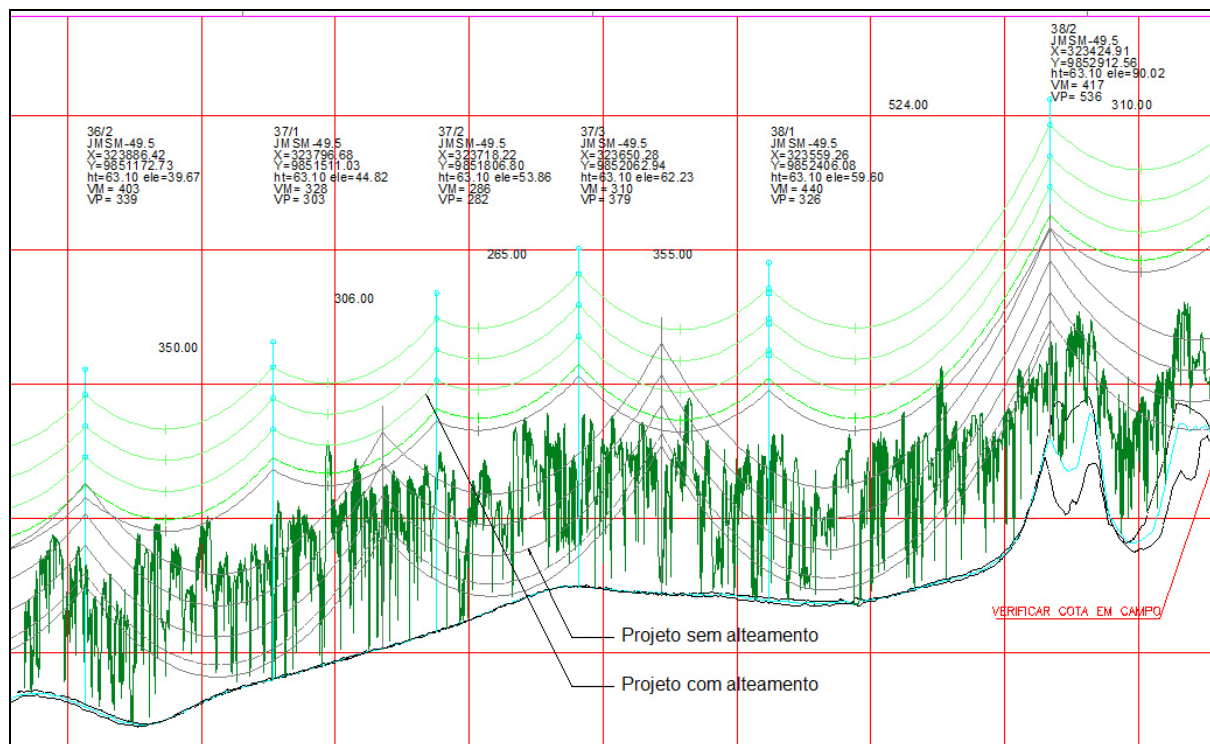 38/2
JMSM-49.5
X=323424.91
Y=9852912.56
ht=63.10 ele=90.02
VM = 417
VP = 536
524.00
310.00
36/2
JMSM-49.5
X=323886.42
9851172.73
ht=63.10 ele=39.67
VM = 403
VP = 339
37/1
JMSM-49.5
X=323796.68
Y=9851511.03
ht=63.10 ele=44.82
VM = 328
VP = 303
37/2
JMSM-49.5
X=323718.22
Y=9851806.80
ht=63.10 ele=53.86
VM = 286
VP = 282
37/3
JMSM-49.5
X=323650.28
Y=9852062.94
ht=63.10 ele=62.23
VM = 310
VP = 379
38/1
JMSM-49.5
X=323559.26
Y=9852406.08
ht=63.10 ele=59.60
VM = 440
VP = 326
265.00
355.00
306.00
350.00
VERIFICAR COTA EM CAMPO
Projeto sem alteamento
Projeto com alteamento